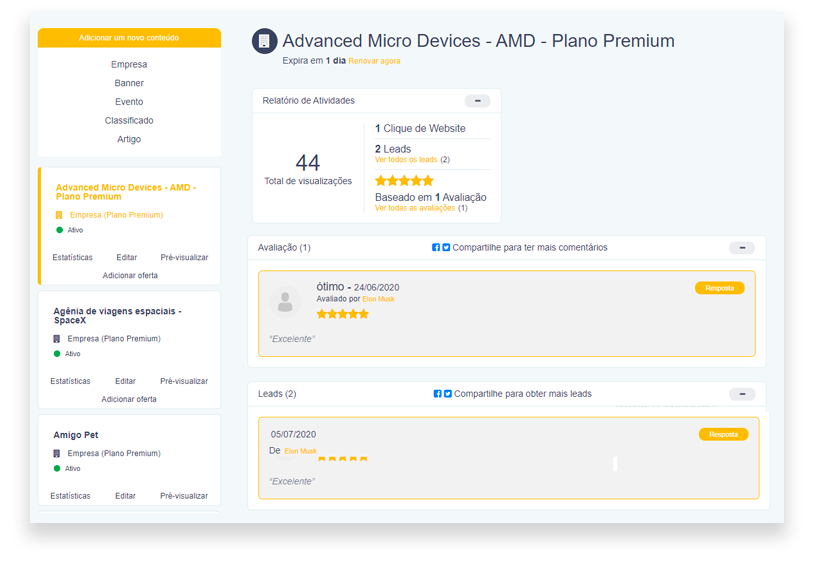 Adicionar um novo conteúdo
Empresa
Banner
Evento
Classificado
Artigo
Advanced Micro Devices - AMD -
Plano Premium
Empresa (Plano Premium)
Ativo
Estatísticas Editar Pré-visualizar
Adicionar oferta
Agênia de viagens espaciais -
SpaceX
Empresa (Plano Premium)
Ativo
Estatísticas Editar Pré-visualizar
Adicionar oferta
Amigo Pet
Empresa (Plano Premium)
Ativo
Estatísticas Editar Pré-visualizar
Advanced Micro Devices - AMD - Plano Premium
Expira em 1 dia Renovar agora
Relatório de Atividades
44
Total de visualizações
1 Clique de Website
2 Leads
Ver todos os leads (2)
Baseado em 1 Avaliação
Ver todas as avaliações (1)
Avaliação (1) Compartilhe para ter mais comentários
ótimo - 24/06/2020
Avaliado por Elon Musk
Resposta
“Excelente”
Leads (2) Compartilhe para obter mais leads
05/07/2020
De Elon Musk
Resposta
“Excelente”